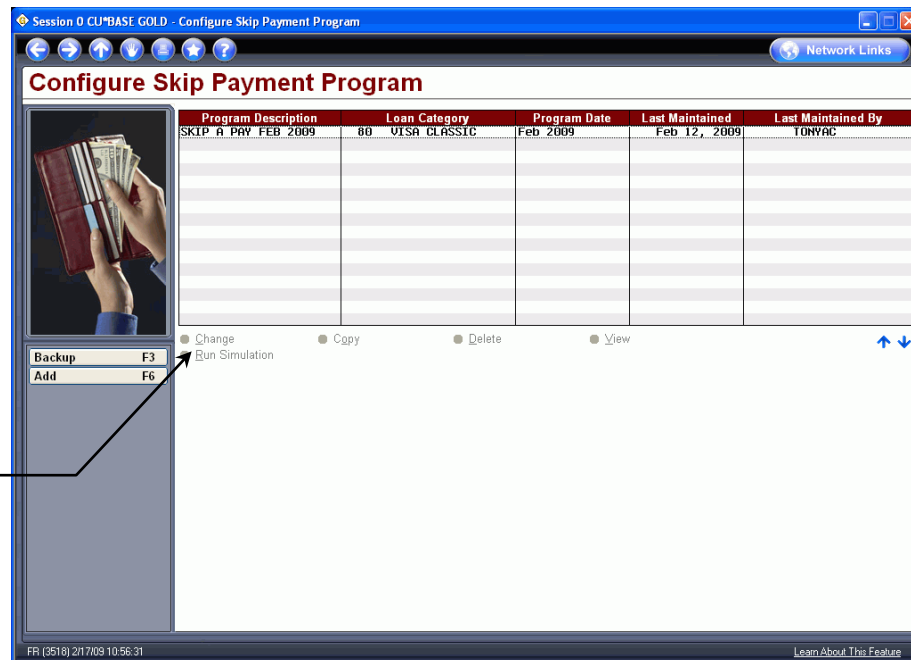 Session 0 CU*BASE GOLD - Configure Skip Payment Program
Network Links
Configure Skip Payment Program
Program Description Loan Category Program Date Last Maintained Last Maintained By
SKIP A PAY FEB 2009 80 VISA CLASSIC Feb 2009 Feb 12, 2009 TONYAC
Change Copy Delete View
Run Simulation
Backup F3
Add F6
FR (3518) 2/17/09 10:56:31 Learn About This Feature